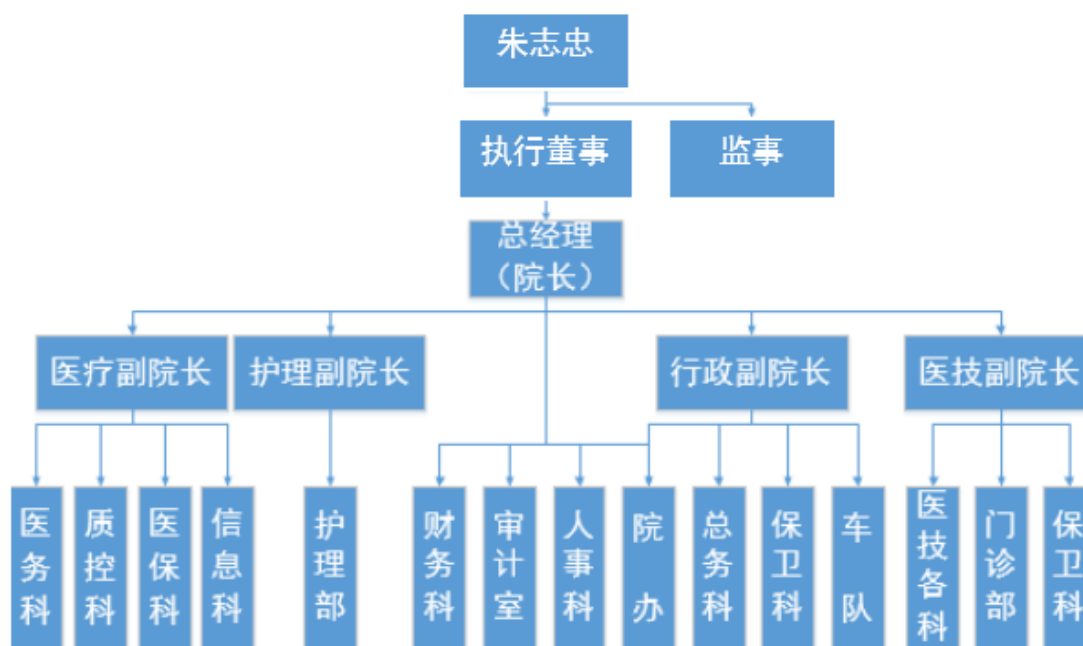 朱志忠
执行董事
监事
总经理
（院长）
医疗副院长
护理副院长
行政副院长
医技副院长
医务科
质控科
医保科
信息科
护理部
财务科
审计室
人事科
院办
总务科
保卫科
车队
医技各科
门诊部
保卫科